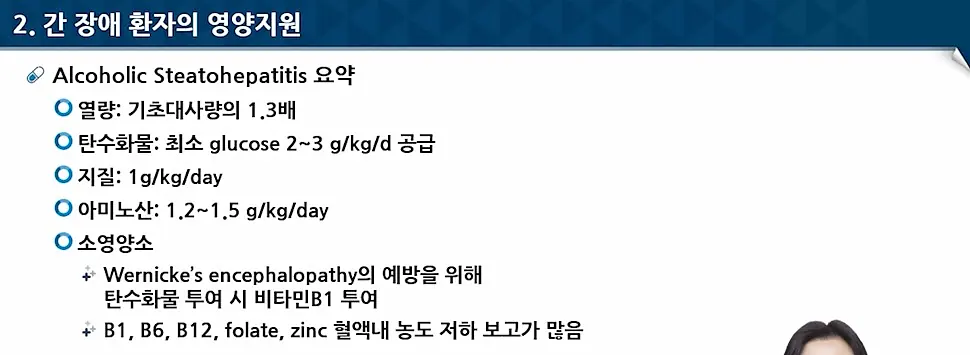 2. 간 장애 환자의 영양지원
Alcoholic Steatohepatitis 요약
열량: 기초대사량의 1.3배
탄수화물: 최소 glucose 2~3 g/kg/d 공급
지질: 1g/kg/day
아미노산: 1.2~1.5 g/kg/day
소영양소
Wernicke's encephalopathy의 예방을 위해
탄수화물 투여 시 비타민B1 투여
B1, B6, B12, folate, zinc 혈액내 농도 저하 보고가 많음